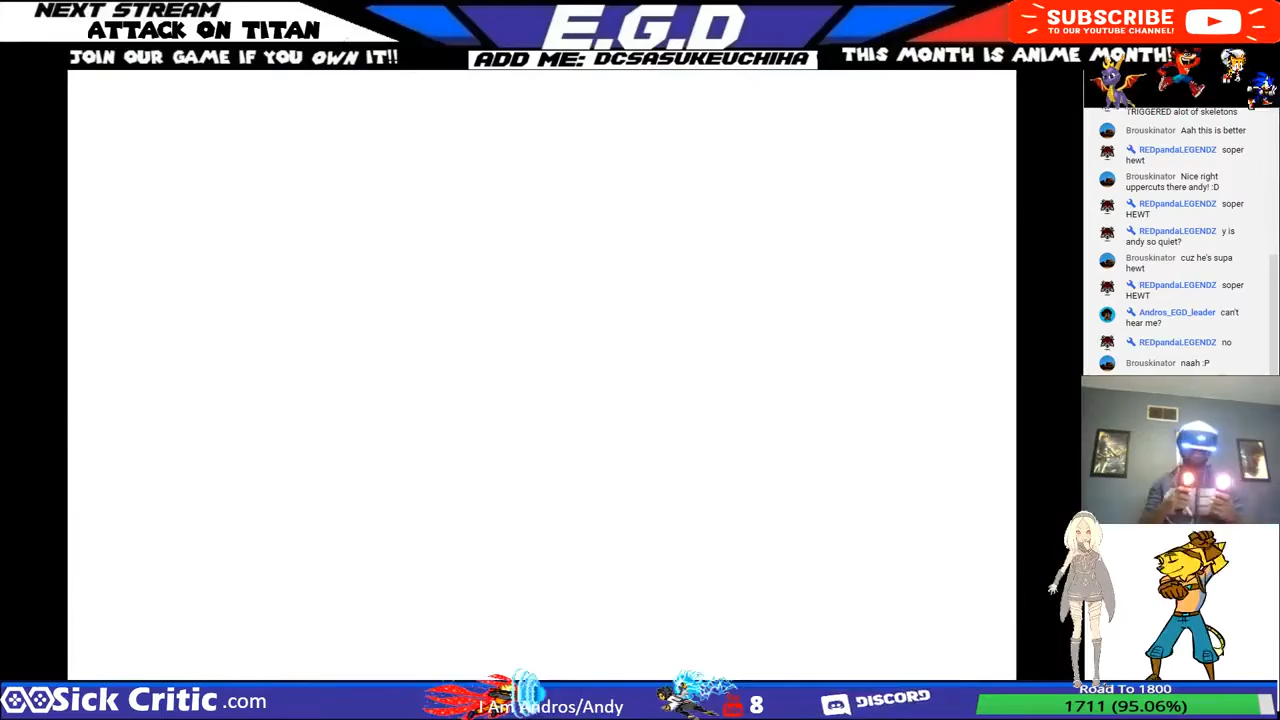 NEXT STREAM
ATTACK ON TITAN
JOIN OUR GAME IF YOU OWN IT!!
E.G.D
ADD ME: DCSASUKEUCHIHA
THIS MONTH IS ANIME MONTH!
SUBSCRIBE
TO OUR YOUTUBE CHANNEL!
TRIGGERED alot of skeletons
Brouskinator Aah this is better
REDpandaLEGENDZ soper
hewt
Brouskinator Nice right
uppercuts there andy! :D
REDpandaLEGENDZ soper
HEWT
REDpandaLEGENDZ y is
andy so quiet?
Brouskinator cuz he's supa
hewt
REDpandaLEGENDZ soper
HEWT
Andros_EGD_leader can't
hear me?
REDpandaLEGENDZ no
Brouskinator naah :P
Sick Critic.com
I Am Andros/Andy
8
DISCORD
Road To 1800
1711 (95.06%)